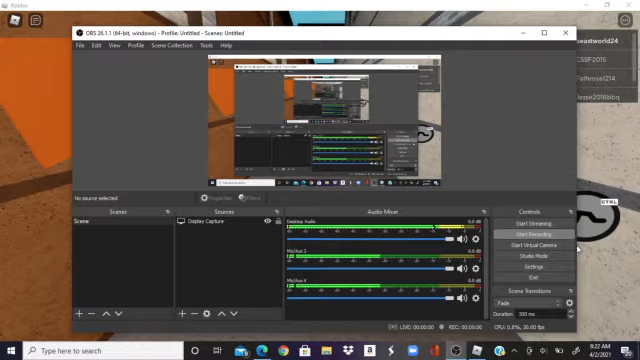 Roblox
OBS 26.1.1 (64-bit, windows) - Profile: Untitled - Scenes: Untitled
File Edit View Profile Scene Collection Tools Help
beastworld24
CSSF2015
Pathrose1214
Jesse2016bbq
CTRL
No source selected
Properties
Filters
Scenes
Sources
Audio Mixer
Controls
Scene
Display Capture
Desktop Audio 0.0 dB
Mic/Aux 3 0.0 dB
Mic/Aux 4 0.0 dB
Start Streaming
Start Recording
Start Virtual Camera
Studio Mode
Settings
Exit
Scene Transitions
Fade
Duration 300 ms
LIVE: 00:00:00
REC: 00:00:00
CPU: 0.8%, 30.00 fps
Type here to search
8:22 AM
4/2/2021